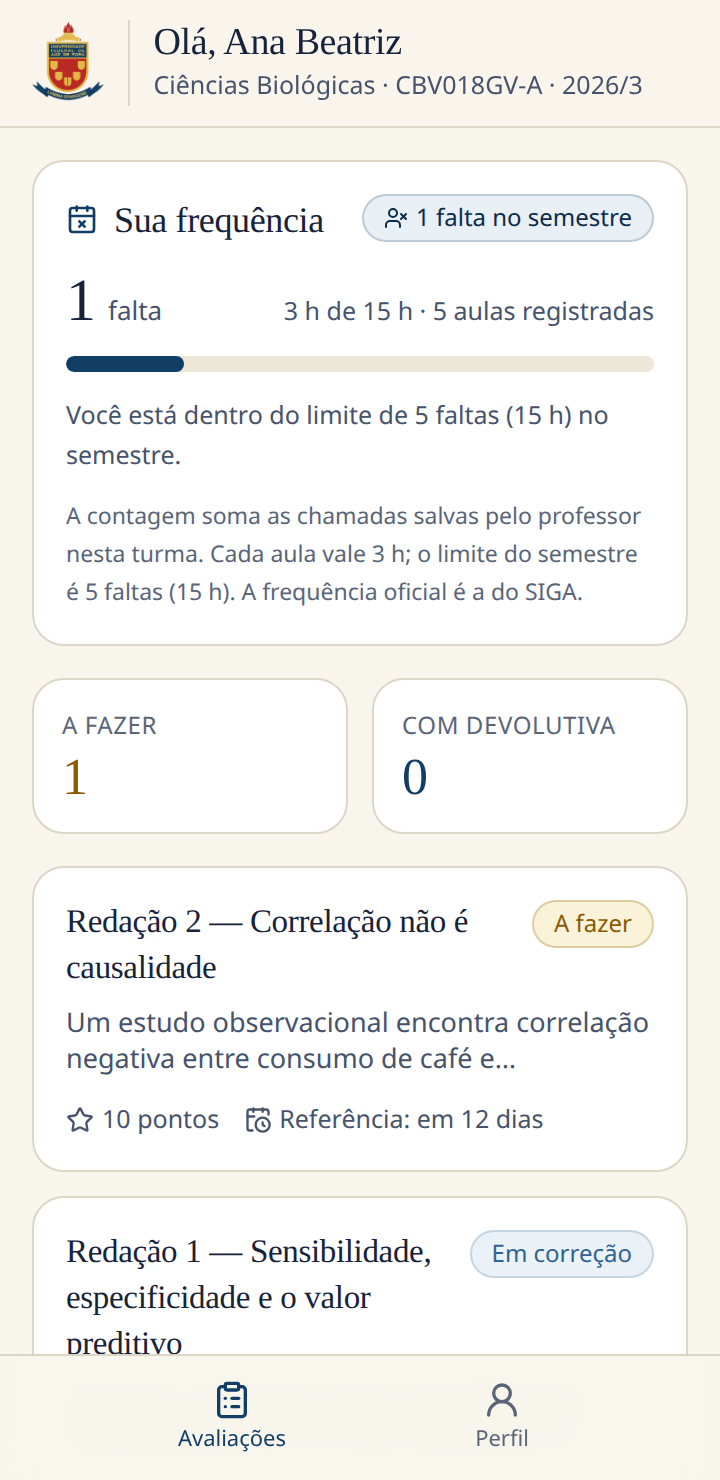 Olá, Ana Beatriz
Ciências Biológicas · CBV018GV-A · 2026/3
Sua frequência
1 falta no semestre
1 falta
3 h de 15 h · 5 aulas registradas
Você está dentro do limite de 5 faltas (15 h) no
semestre.
A contagem soma as chamadas salvas pelo professor
nesta turma. Cada aula vale 3 h; o limite do semestre
é 5 faltas (15 h). A frequência oficial é a do SIGA.
A FAZER
1
COM DEVOLUTIVA
0
Redação 2 — Correlação não é
causalidade
A fazer
Um estudo observacional encontra correlação
negativa entre consumo de café e...
10 pontos
Referência: em 12 dias
Redação 1 — Sensibilidade,
especificidade e o valor
preditivo
Em correção
Avaliações
Perfil